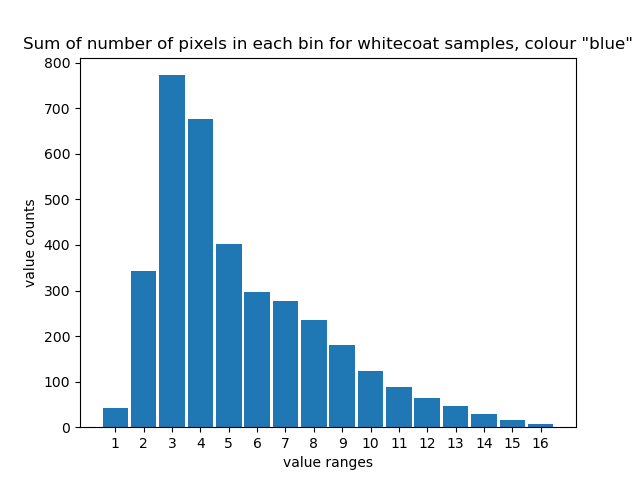 Sum of number of pixels in each bin for whitecoat samples, colour "blue"
800
700
600
500
400
300
200
100
0
value counts
1 2 3 4 5 6 7 8 9 10 11 12 13 14 15 16
value ranges